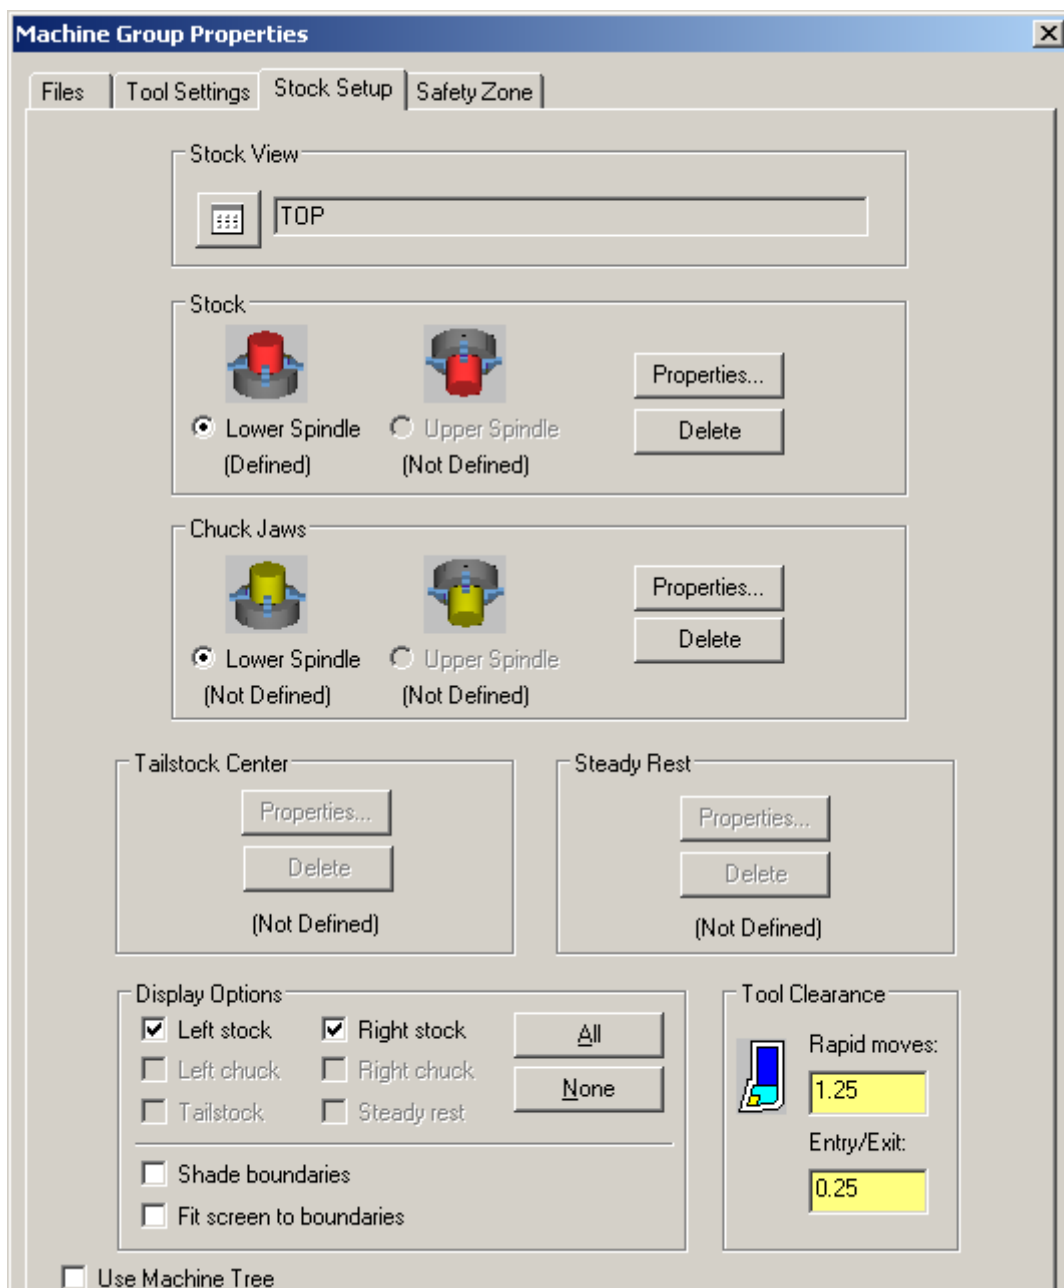 Machine Group Properties
Files
Tool Settings
Stock Setup
Safety Zone
Stock View
TOP
Stock
Lower Spindle
(Defined)
Upper Spindle
(Not Defined)
Properties...
Delete
Chuck Jaws
Lower Spindle
(Not Defined)
Upper Spindle
(Not Defined)
Properties...
Delete
Tailstock Center
Properties...
Delete
(Not Defined)
Steady Rest
Properties...
Delete
(Not Defined)
Display Options
Left stock
Right stock
All
Left chuck
Right chuck
None
Tailstock
Steady rest
Shade boundaries
Fit screen to boundaries
Tool Clearance
Rapid moves:
1.25
Entry/Exit:
0.25
Use Machine Tree